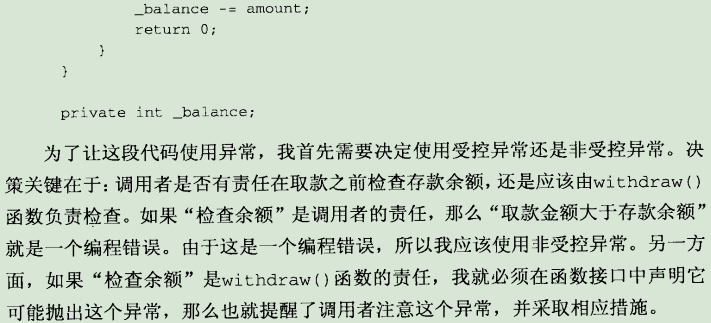 _balance -= amount;
return 0;
}
}
private int _balance;
为了让这段代码使用异常，我首先需要决定使用受控异常还是非受控异常。决
策关键在于：调用者是否有责任在取款之前检查存款余额，还是应该由withdraw()
函数负责检查。如果“检查余额”是调用者的责任，那么“取款金额大于存款余额”
就是一个编程错误。由于这是一个编程错误，所以我应该使用非受控异常。另一方
面，如果“检查余额”是withdraw()函数的责任，我就必须在函数接口中声明它
可能抛出这个异常，那么也就提醒了调用者注意这个异常，并采取相应措施。